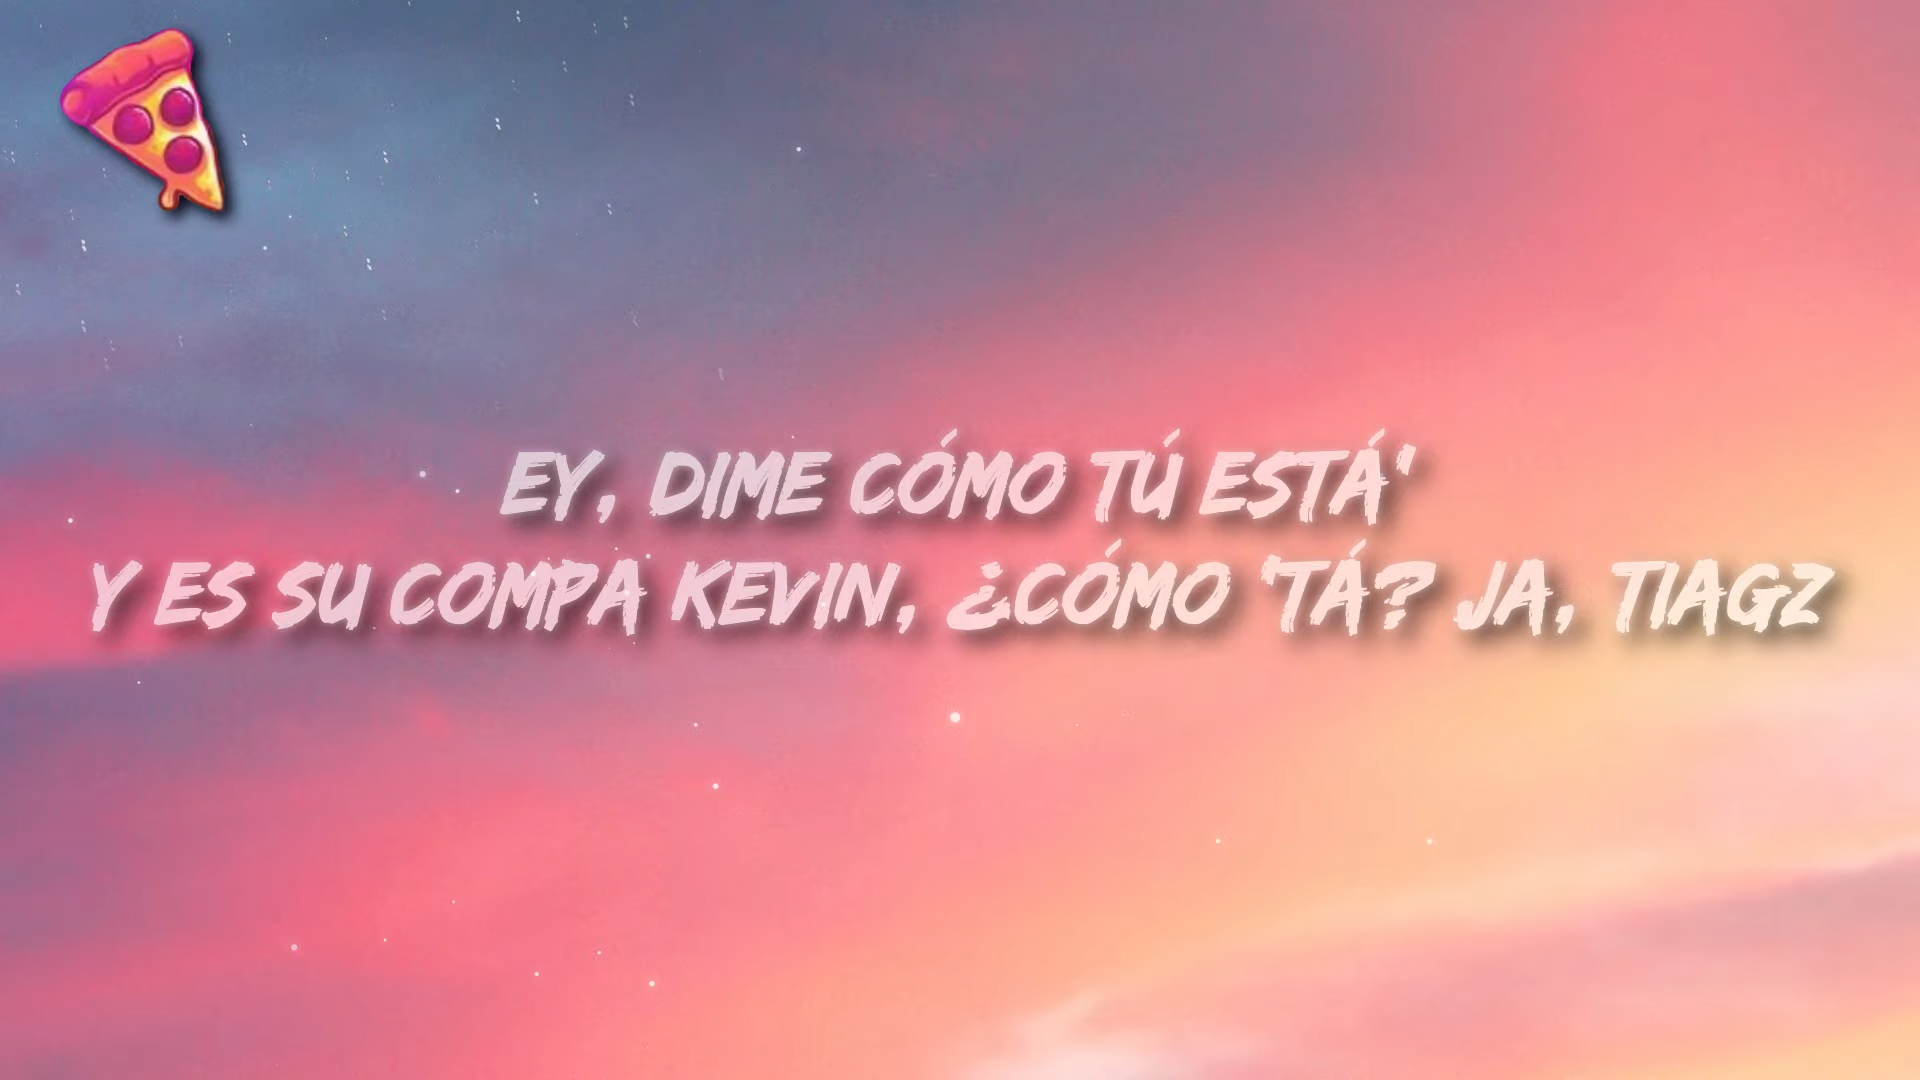 EY, DIME CÓMO TÚ ESTÁ'
Y ES SU COMPA KEVIN, ¿CÓMO 'TÁ? JA, TIAGZ